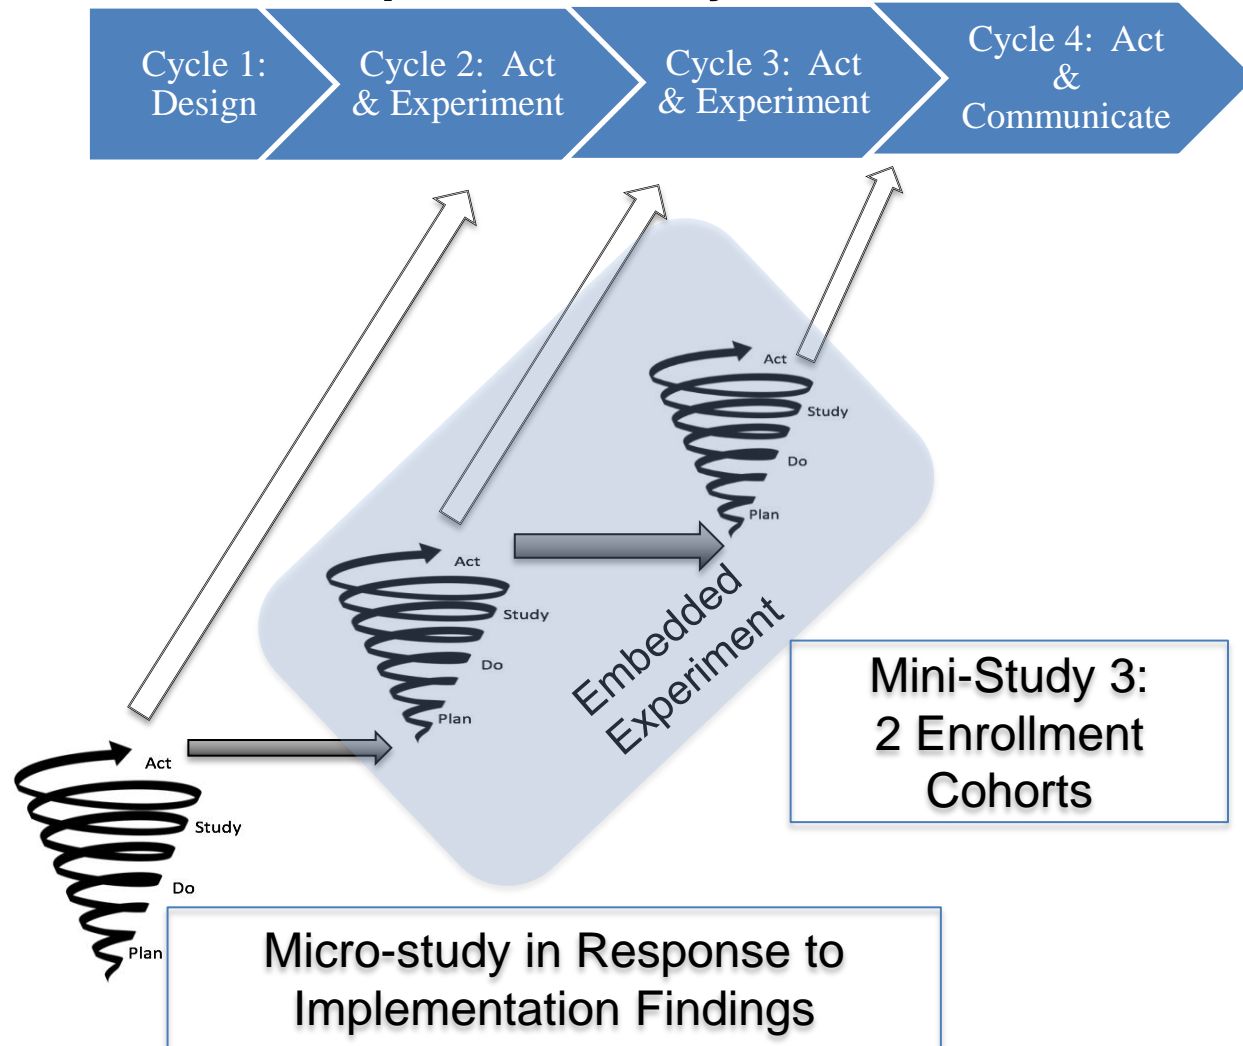 Cycle 1:
Design
Cycle 2: Act
& Experiment
Cycle 3: Act
& Experiment
Cycle 4: Act
&
Communicate
Act
Study
Do
Plan
Act
Study
Do
Plan
Embedded
Experiment
Mini-Study 3:
2 Enrollment
Cohorts
Act
Study
Do
Plan
Micro-study in Response to
Implementation Findings